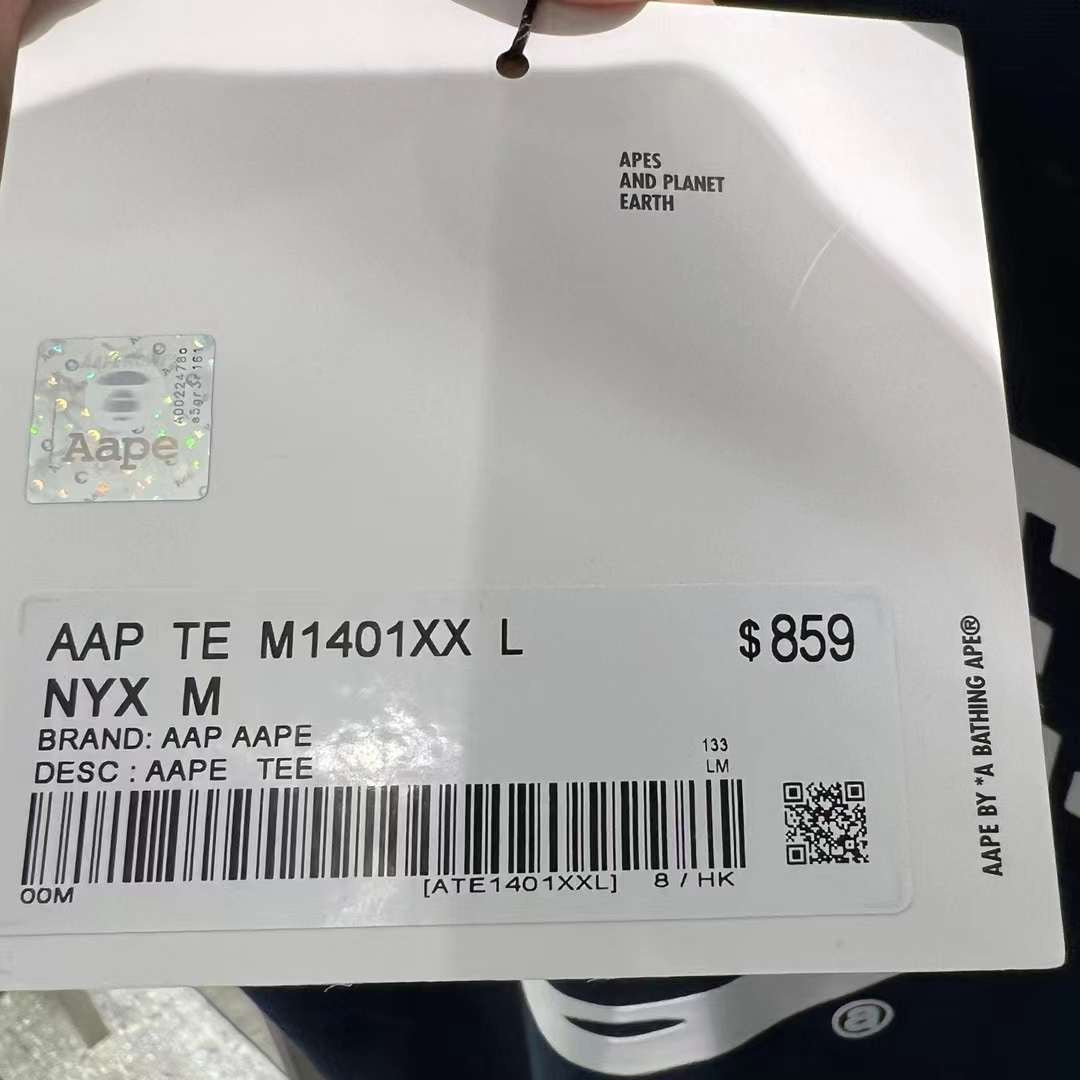 APES
AND PLANET
EARTH
A00224780
Aape
AAP TE M1401XX L
$859
NYX M
BRAND: AAP AAPE
DESC : AAPE TEE
133
LM
00M
[ATE1401XXL] 8 / HK
AAPE BY *A BATHING APE®
a